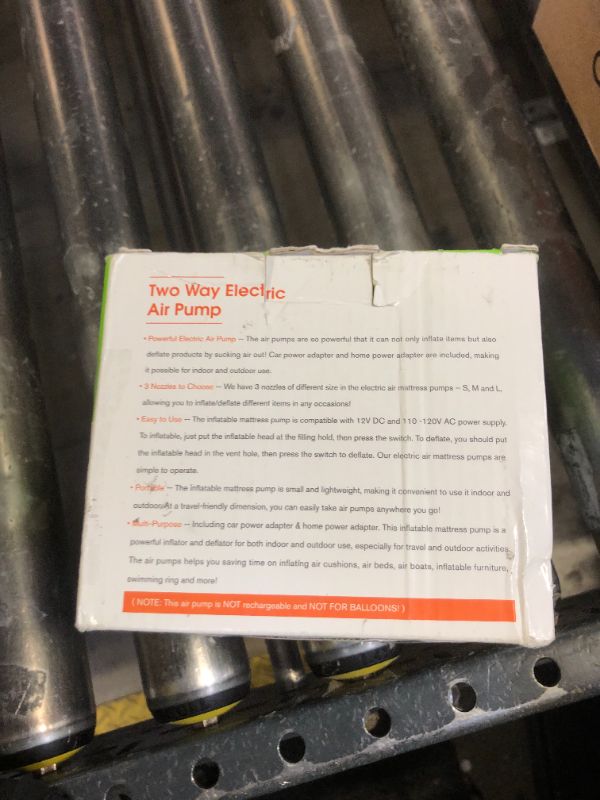 Two Way Electric
Air Pump
• Powerful Electric Air Pump -- The air pumps are so powerful that it can not only inflate items but also
deflate products by sucking air out! Car power adapter and home power adapter are included, making
it possible for indoor and outdoor use.
• 3 Nozzles to Choose -- We have 3 nozzles of different size in the electric air mattress pumps -- S, M and L,
allowing you to inflate/deflate different items in any occasions!
• Easy to Use -- The inflatable mattress pump is compatible with 12V DC and 110 -120V AC power supply.
To inflatable, just put the inflatable head at the filling hold, then press the switch. To deflate, you should put
the inflatable head in the vent hole, then press the switch to deflate. Our electric air mattress pumps are
simple to operate.
• Portable -- The inflatable mattress pump is small and lightweight, making it convenient to use it indoor and
outdoor. At a travel-friendly dimension, you can easily take air pumps anywhere you go!
• Multi-Purpose -- Including car power adapter & home power adapter. This inflatable mattress pump is a
powerful inflator and deflator for both indoor and outdoor use, especially for travel and outdoor activities.
The air pumps helps you saving time on inflating air cushions, air beds, air boats, inflatable furniture,
swimming ring and more!
( NOTE: This air pump is NOT rechargeable and NOT FOR BALLOONS! )